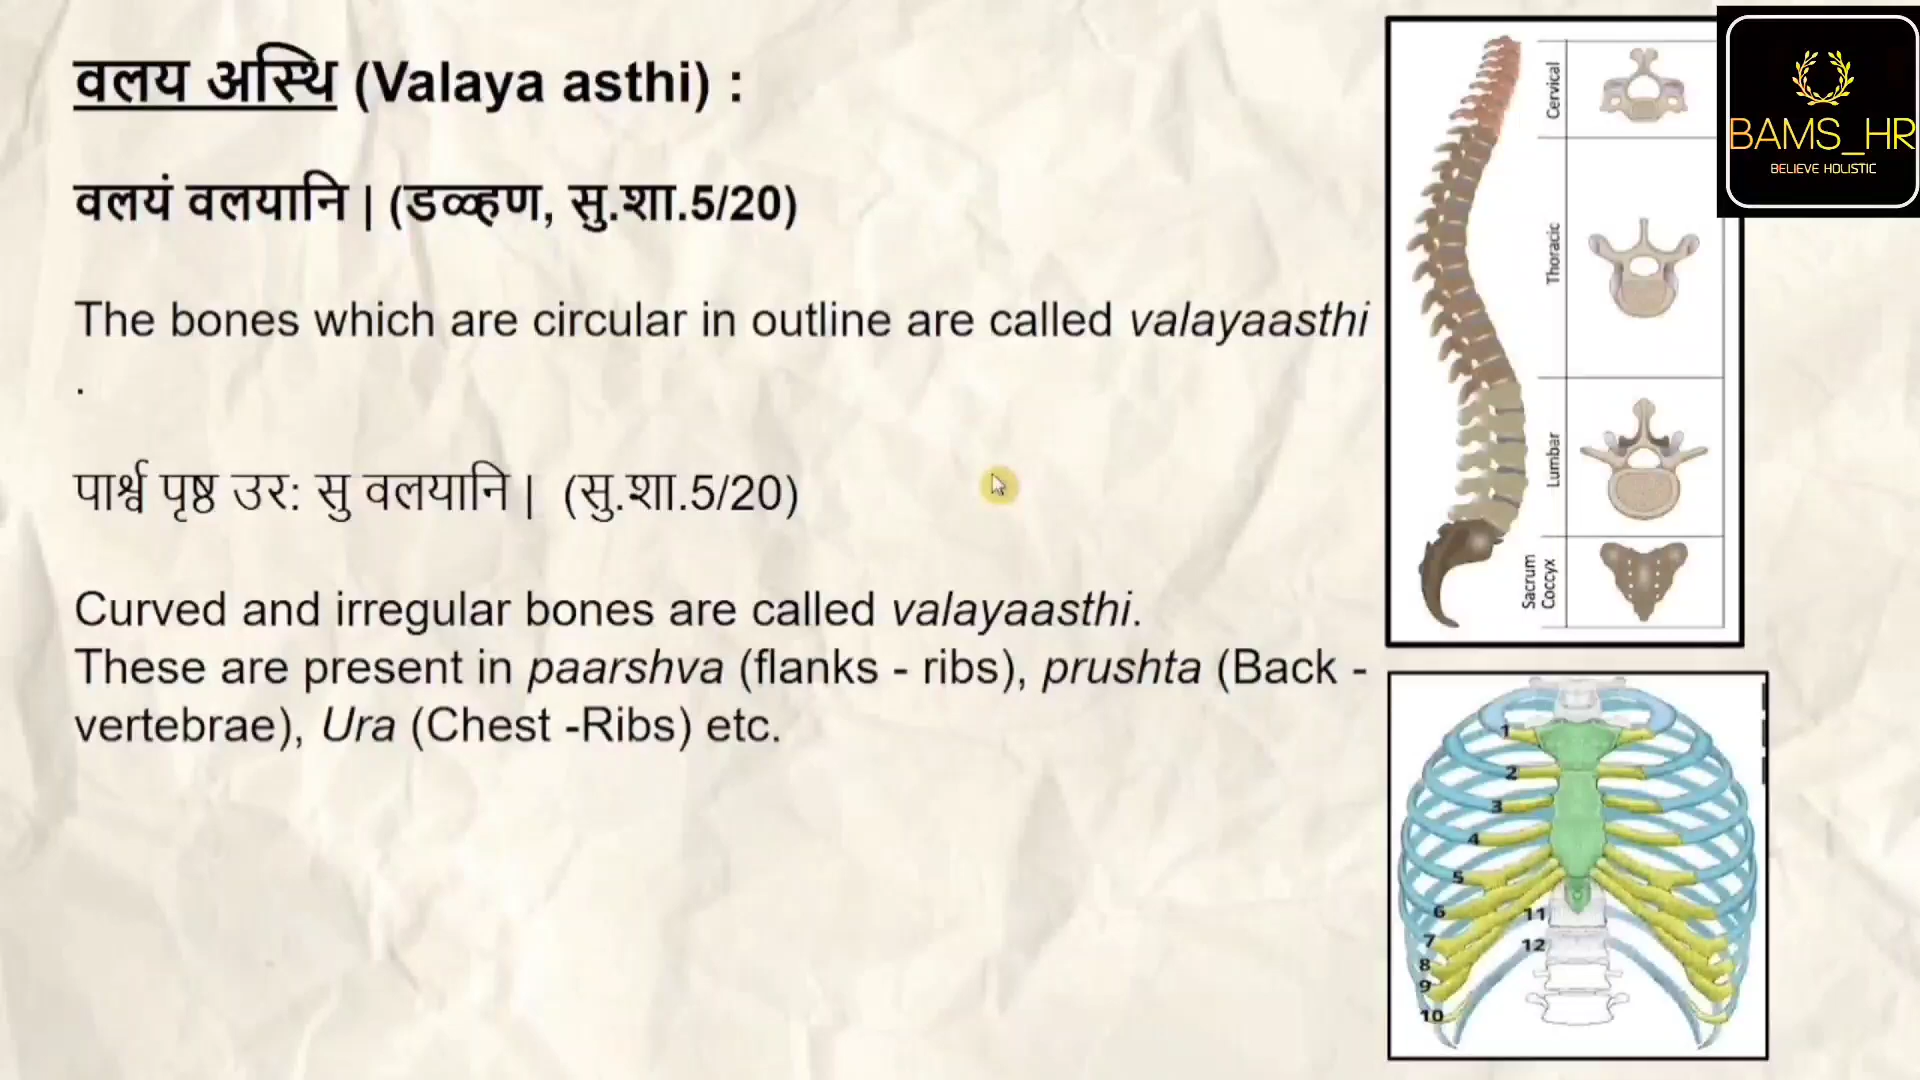 वलय अस्थि (Valaya asthi) :
वलयं वलयानि | (डळ्हण, सु.शा.5/20)
The bones which are circular in outline are called valayaasthi
.
पार्श्व पृष्ठ उर: सु वलयानि | (सु.शा.5/20)
Curved and irregular bones are called valayaasthi.
These are present in paarshva (flanks - ribs), prushta (Back -
vertebrae), Ura (Chest -Ribs) etc.
Cervical
Thoracic
Lumbar
Sacrum
Coccyx
BAMS_HR
BELIEVE HOLISTIC
1
2
3
4
5
6
11
7
12
8
9
10